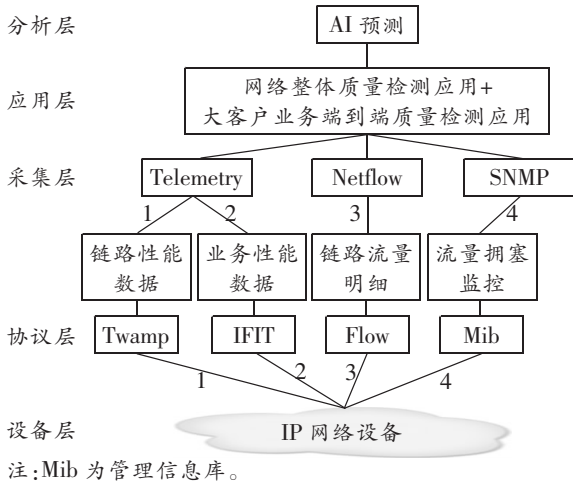 分析层
AI 预测
应用层
网络整体质量检测应用+
大客户业务端到端质量检测应用
采集层
Telemetry
Netflow
SNMP
1
2
3
4
链路性能
数据
业务性能
数据
链路流量
明细
流量拥塞
监控
协议层
Twamp
IFIT
Flow
Mib
1
2
3
4
设备层
IP 网络设备
注:Mib 为管理信息库。